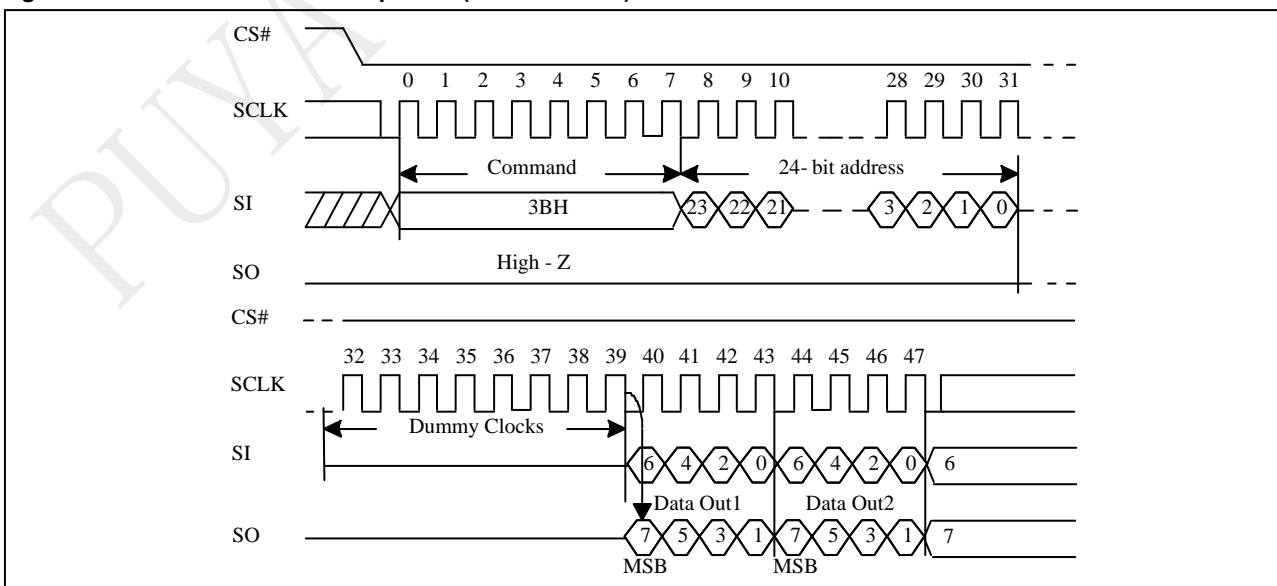 PUYA
CS#
0 1 2 3 4 5 6 7 8 9 10 28 29 30 31
SCLK
Command 24- bit address
SI 3BH 23 22 21 3 2 1 0
High - Z
SO
CS#
32 33 34 35 36 37 38 39 40 41 42 43 44 45 46 47
SCLK
Dummy Clocks
SI 6 4 2 0 6 4 2 0 6
Data Out1 Data Out2
SO 7 5 3 1 7 5 3 1 7
MSB MSB